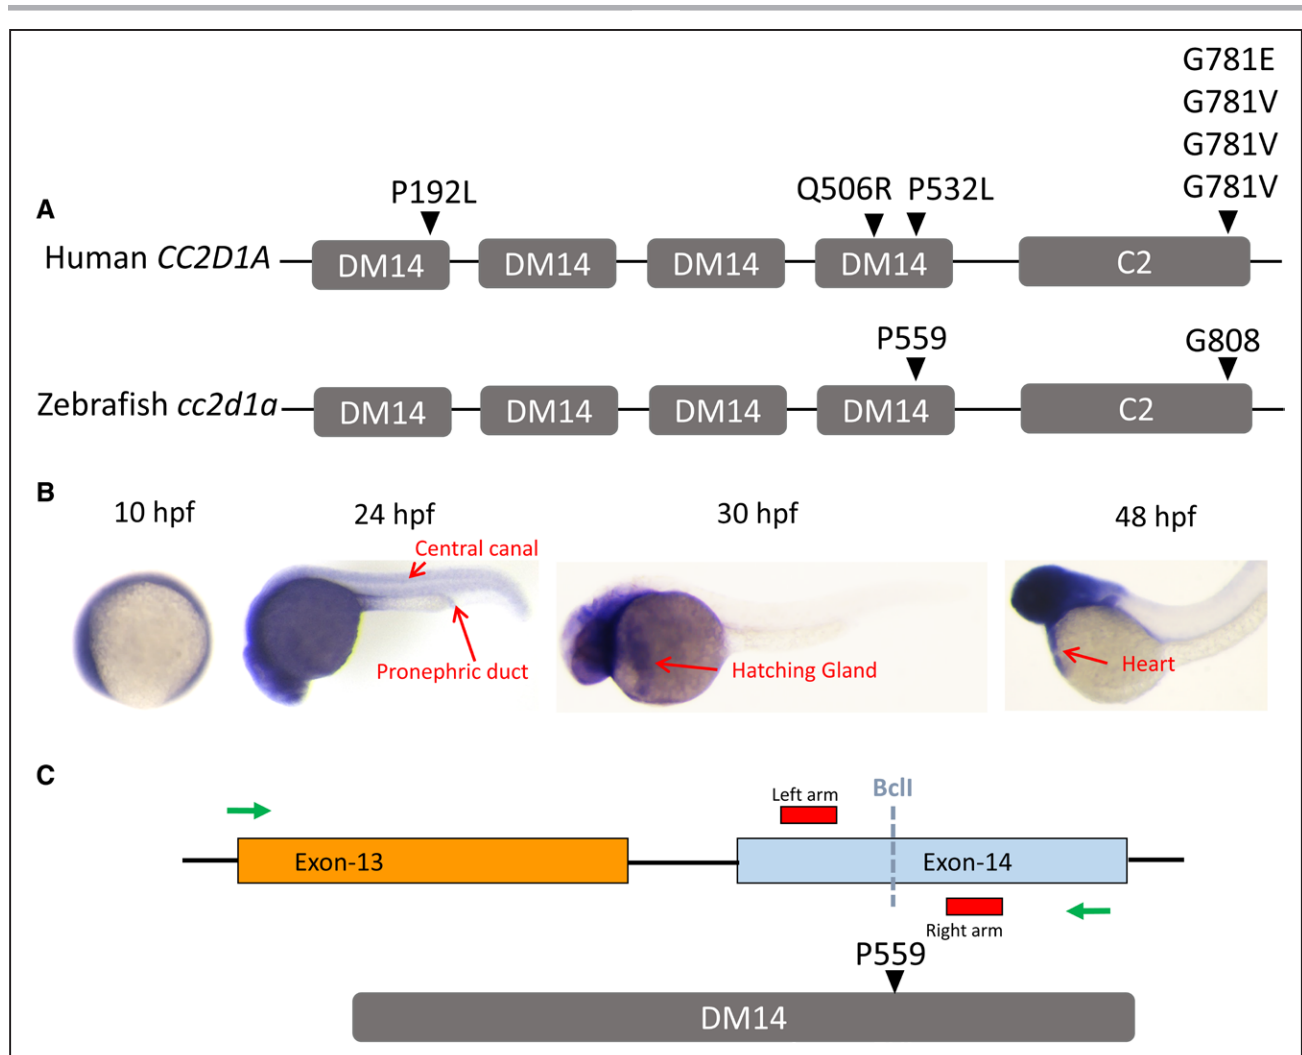 G781E
G781V
G781V
G781V
A
P192L
Q506R
P532L
Human CC2D1A
DM14
DM14
DM14
DM14
C2
P559
G808
Zebrafish cc2d1a
DM14
DM14
DM14
DM14
C2
B
10 hpf
24 hpf
30 hpf
48 hpf
Central canal
Pronephric duct
Hatching Gland
Heart
C
Left arm
BclI
Exon-13
Exon-14
Right arm
P559
DM14